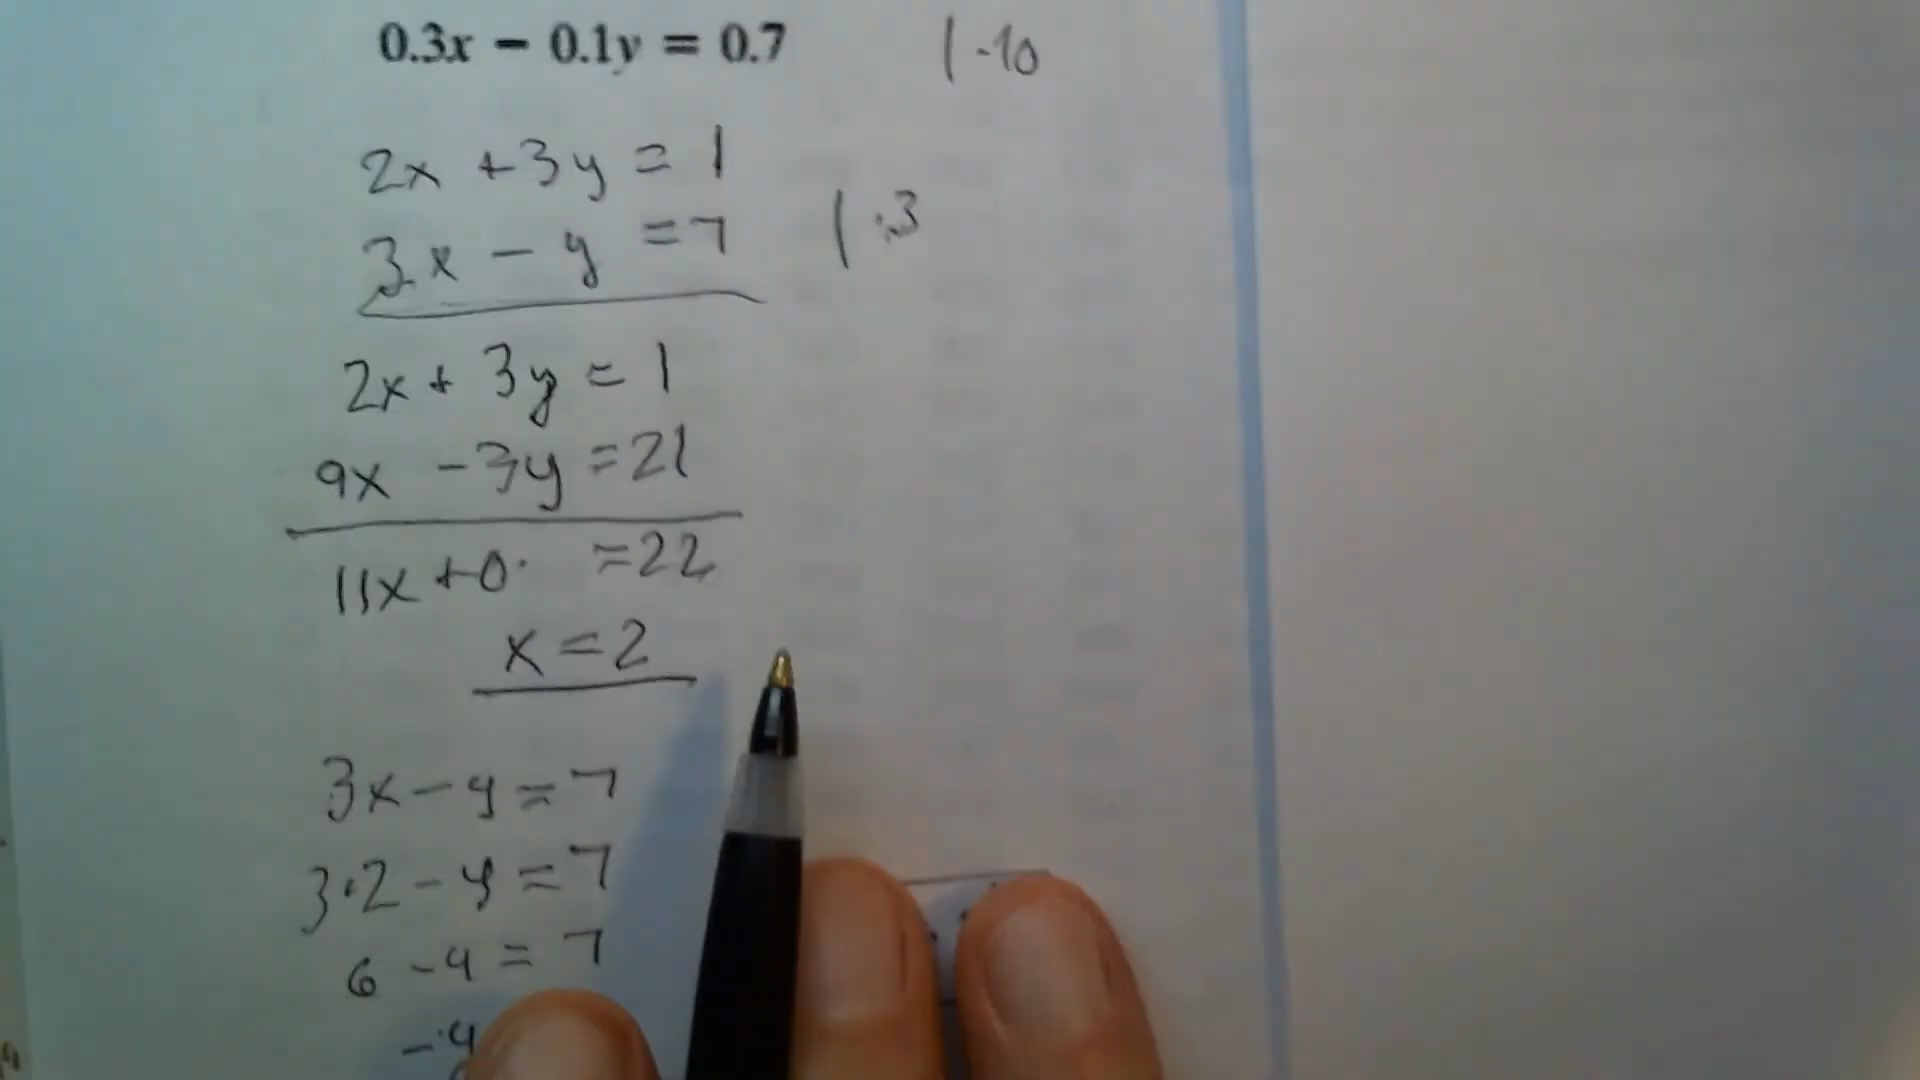 0.3x − 0.1y = 0.7 | ·10
2x + 3y = 1
3x − y = 7 | ·3
2x + 3y = 1
9x − 3y = 21
11x + 0· = 22
x = 2
3x − y = 7
3·2 − y = 7
6 − y = 7
− y